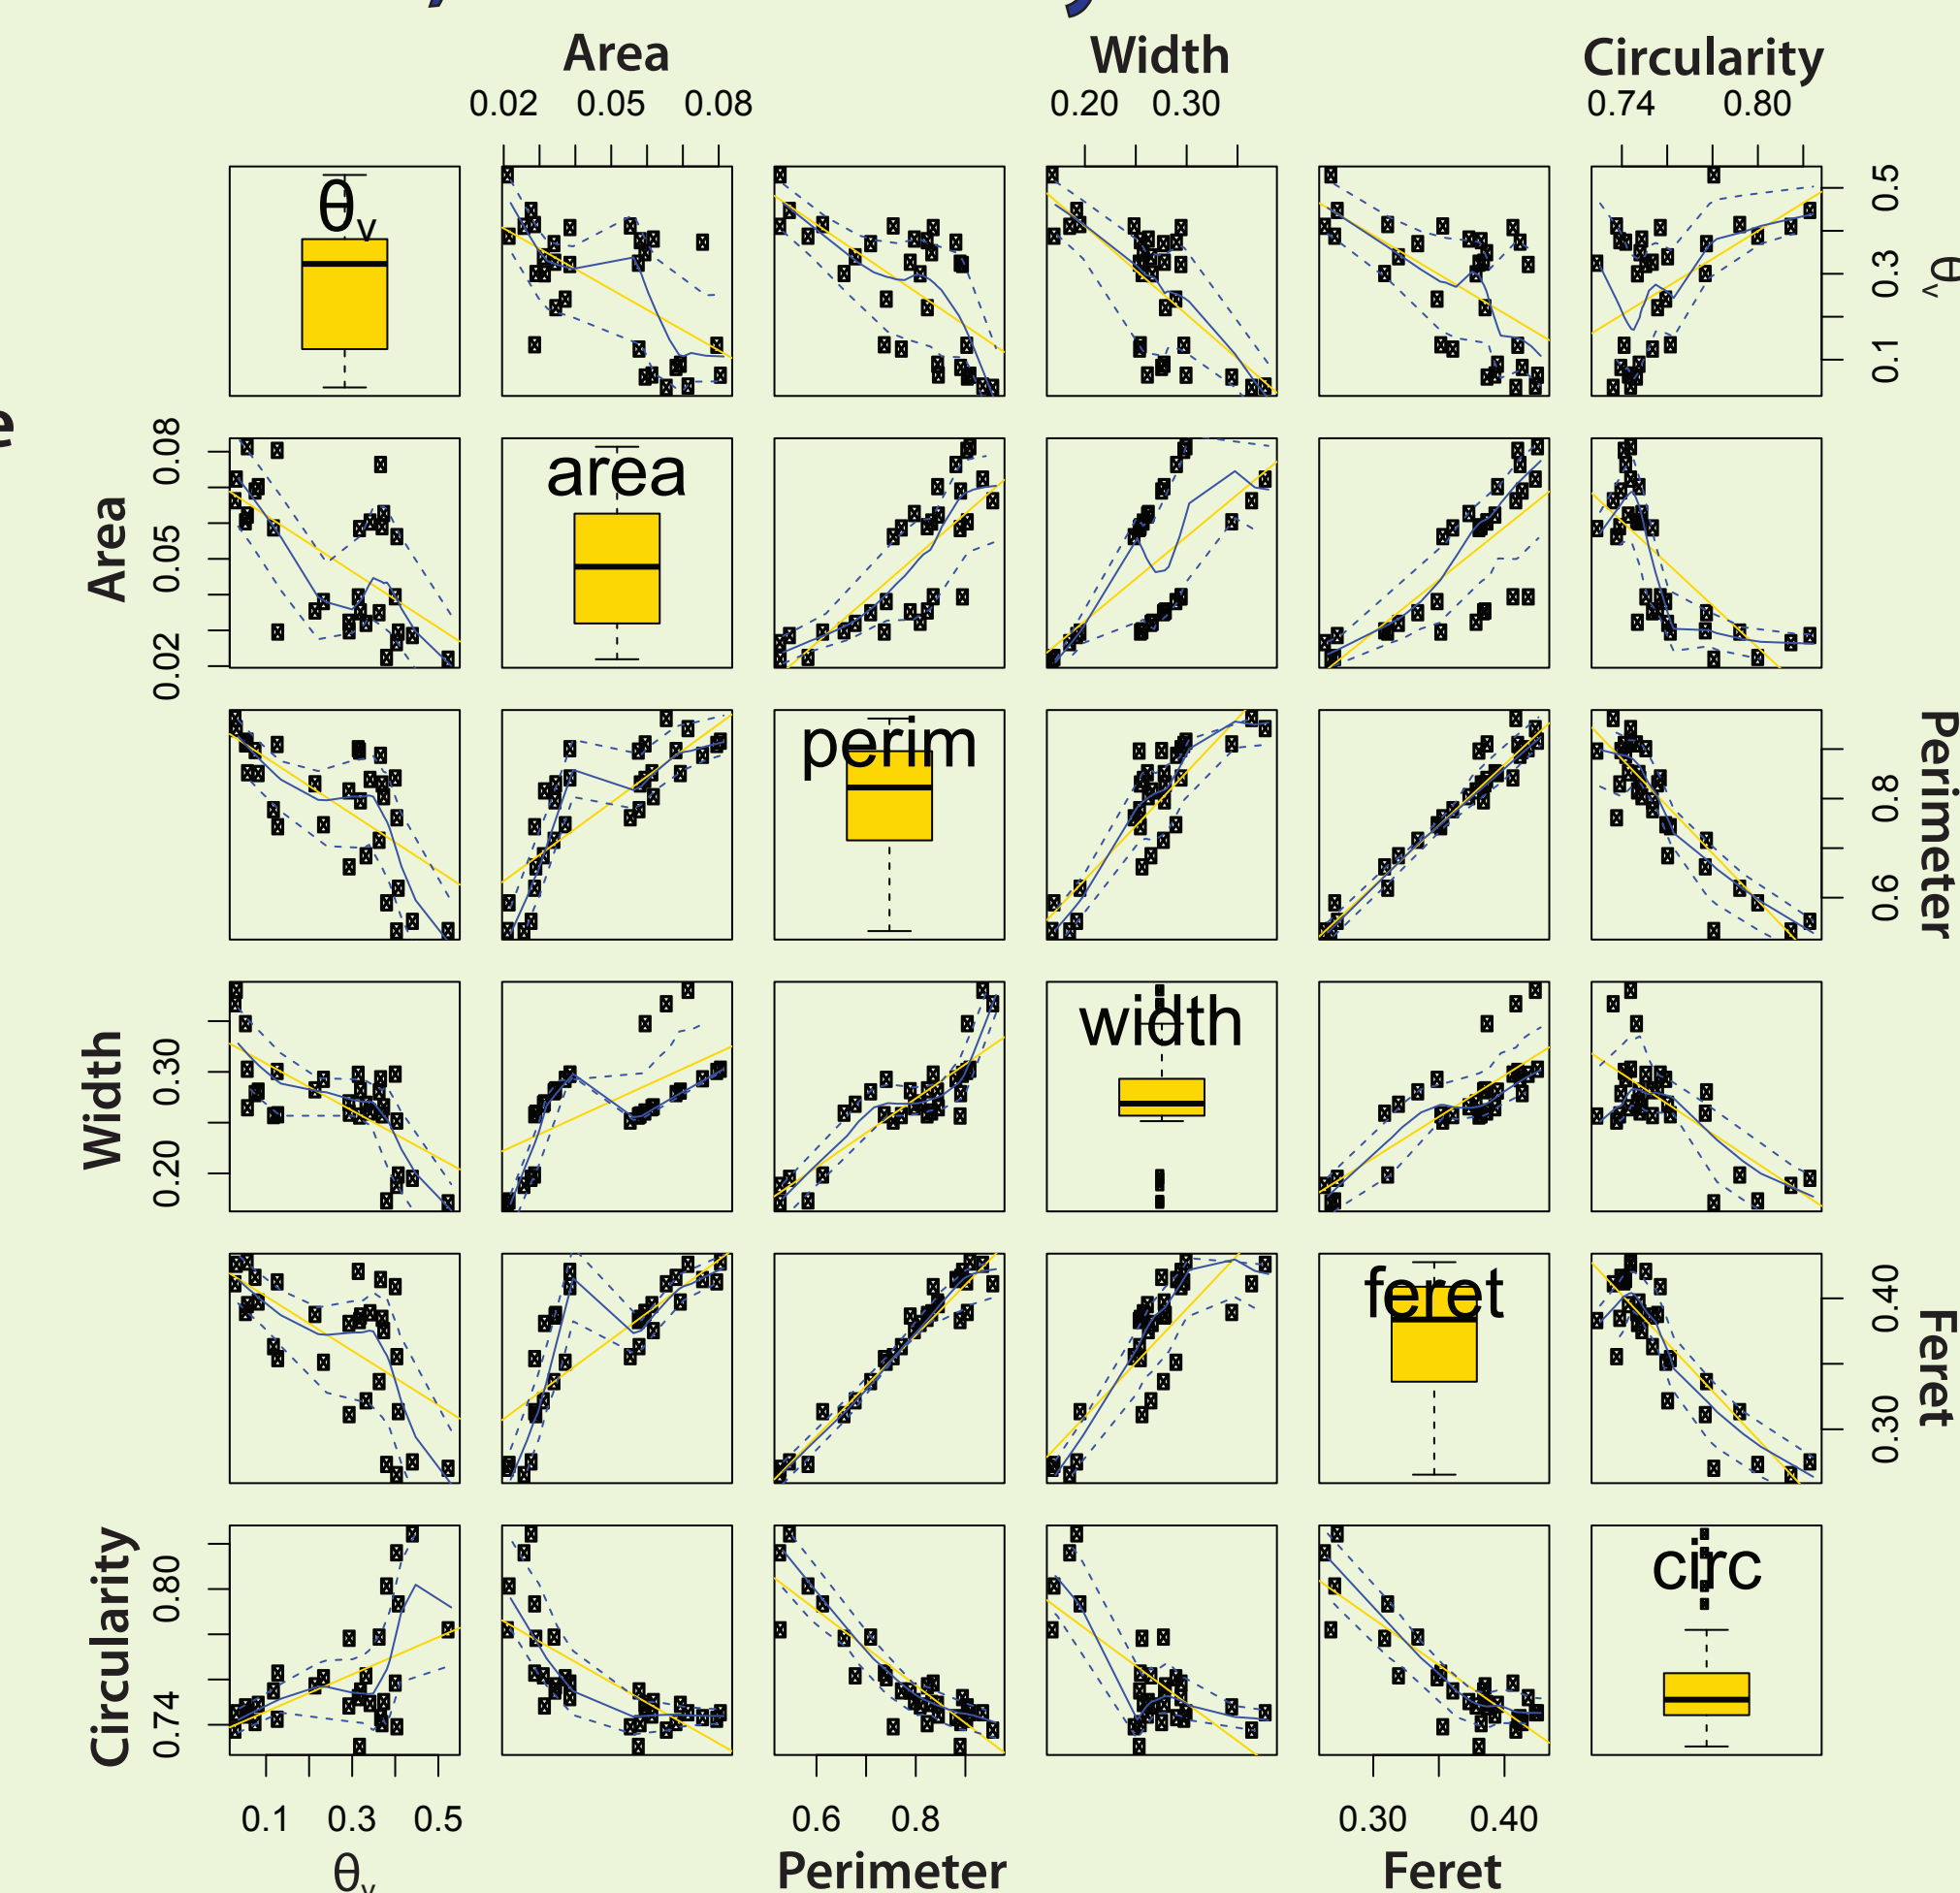 Area Width Circularity
0.02 0.05 0.08 0.20 0.30 0.74 0.80
θv
0.1 0.3 0.5
θv
Area
0.02 0.05 0.08
area
perim
0.6 0.8
Perimeter
Width
0.20 0.30
width
feret
0.30 0.40
Feret
Circularity
0.74 0.80
circ
0.1 0.3 0.5 0.6 0.8 0.30 0.40
θv Perimeter Feret